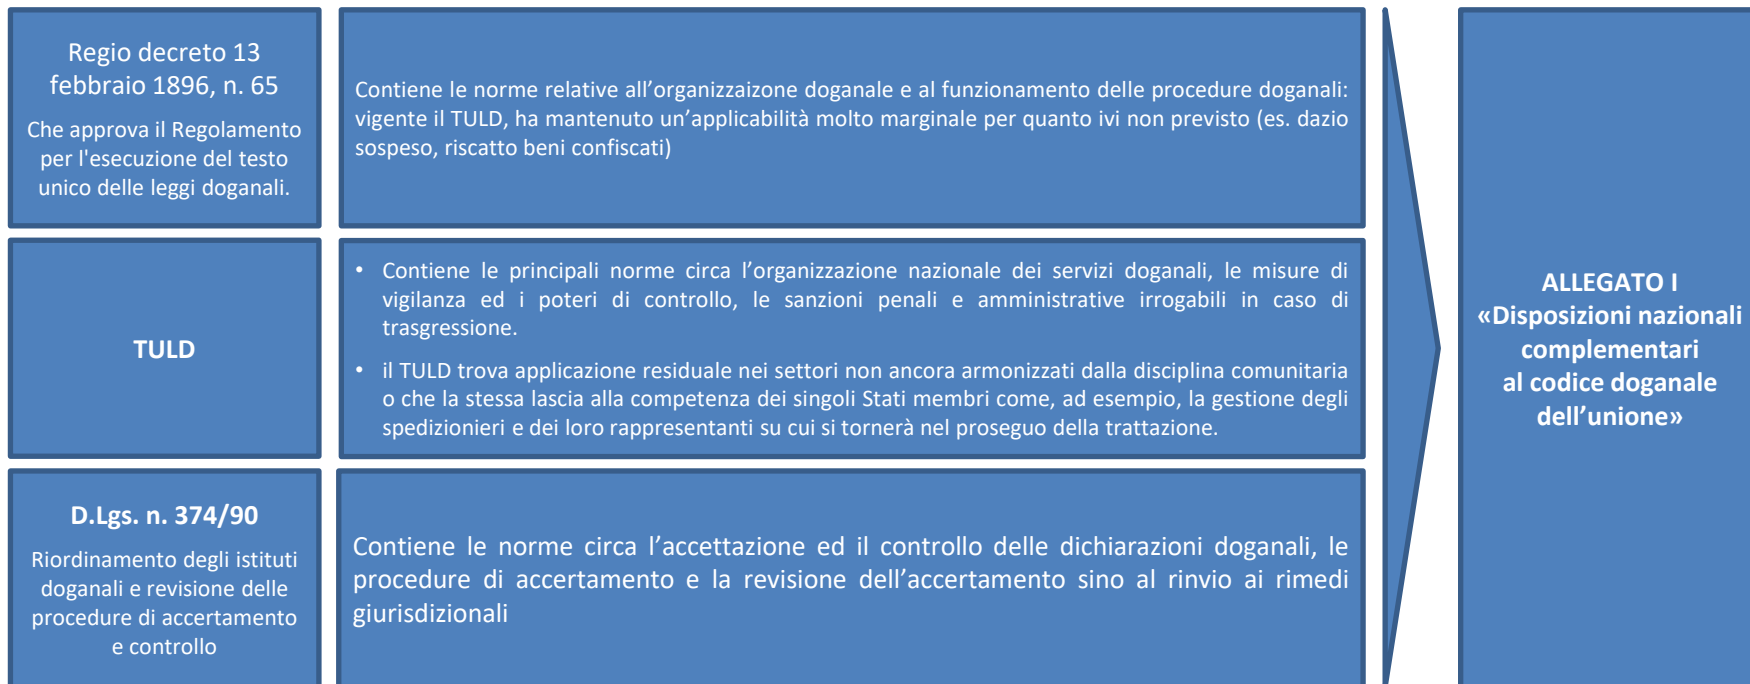 Regio decreto 13
febbraio 1896, n. 65
Che approva il Regolamento
per l'esecuzione del testo
unico delle leggi doganali.
Contiene le norme relative all’organizzaizone doganale e al funzionamento delle procedure doganali:
vigente il TULD, ha mantenuto un’applicabilità molto marginale per quanto ivi non previsto (es. dazio
sospeso, riscatto beni confiscati)
TULD
• Contiene le principali norme circa l’organizzazione nazionale dei servizi doganali, le misure di
vigilanza ed i poteri di controllo, le sanzioni penali e amministrative irrogabili in caso di
trasgressione.
• il TULD trova applicazione residuale nei settori non ancora armonizzati dalla disciplina comunitaria
o che la stessa lascia alla competenza dei singoli Stati membri come, ad esempio, la gestione degli
spedizionieri e dei loro rappresentanti su cui si tornerà nel proseguo della trattazione.
D.Lgs. n. 374/90
Riordinamento degli istituti
doganali e revisione delle
procedure di accertamento
e controllo
Contiene le norme circa l’accettazione ed il controllo delle dichiarazioni doganali, le
procedure di accertamento e la revisione dell’accertamento sino al rinvio ai rimedi
giurisdizionali
ALLEGATO I
«Disposizioni nazionali
complementari
al codice doganale
dell’unione»